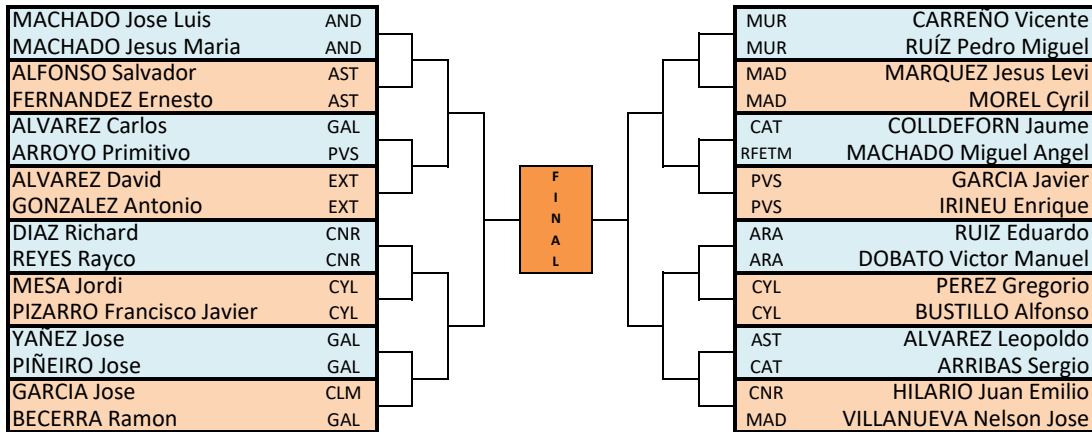 MACHADO Jose Luis AND
MACHADO Jesus Maria AND
ALFONSO Salvador AST
FERNANDEZ Ernesto AST
ALVAREZ Carlos GAL
ARROYO Primitivo PVS
ALVAREZ David EXT
GONZALEZ Antonio EXT
DIAZ Richard CNR
REYES Rayco CNR
MESA Jordi CYL
PIZARRO Francisco Javier CYL
YAÑEZ Jose GAL
PIÑEIRO Jose GAL
GARCIA Jose CLM
BECERRA Ramon GAL
F
I
N
A
L
MUR CARREÑO Vicente
MUR RUÍZ Pedro Miguel
MAD MARQUEZ Jesus Levi
MAD MOREL Cyril
CAT COLLDEFORN Jaume
RFETM MACHADO Miguel Angel
PVS GARCIA Javier
PVS IRINEU Enrique
ARA RUIZ Eduardo
ARA DOBATO Victor Manuel
CYL PEREZ Gregorio
CYL BUSTILLO Alfonso
AST ALVAREZ Leopoldo
CAT ARRIBAS Sergio
CNR HILARIO Juan Emilio
MAD VILLANUEVA Nelson Jose